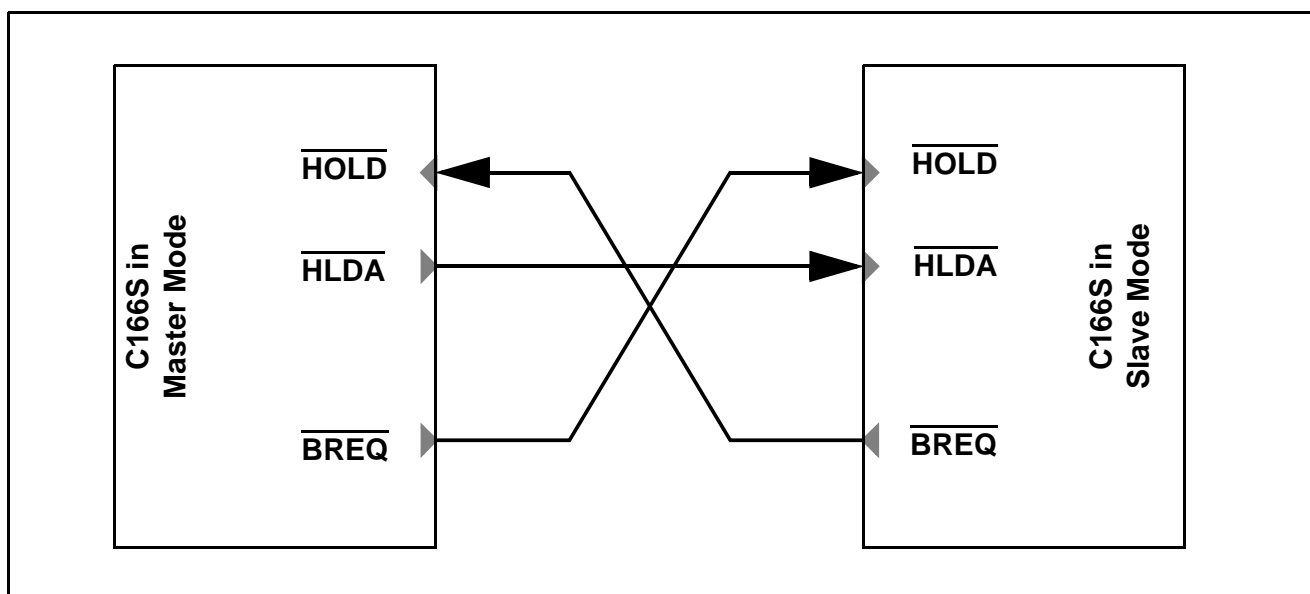 C166S in
Master Mode
HOLD
HLDA
BREQ
HOLD
HLDA
BREQ
C166S in
Slave Mode